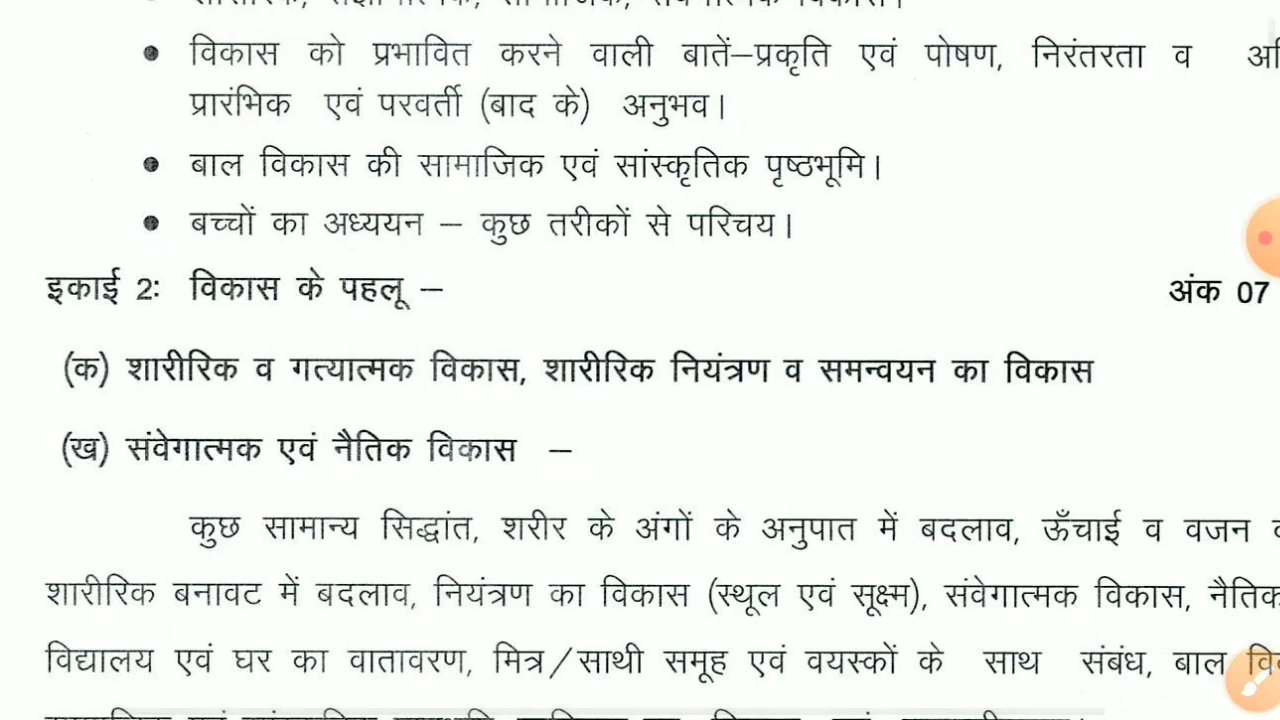 • विकास को प्रभावित करने वाली बातें–प्रकृति एवं पोषण, निरंतरता व
प्रारंभिक एवं परवर्ती (बाद के) अनुभव।
• बाल विकास की सामाजिक एवं सांस्कृतिक पृष्ठभूमि।
• बच्चों का अध्ययन – कुछ तरीकों से परिचय।
इकाई 2: विकास के पहलू – अंक 07
(क) शारीरिक व गत्यात्मक विकास, शारीरिक नियंत्रण व समन्वयन का विकास
(ख) संवेगात्मक एवं नैतिक विकास –
कुछ सामान्य सिद्धांत, शरीर के अंगों के अनुपात में बदलाव, ऊँचाई व वजन
शारीरिक बनावट में बदलाव, नियंत्रण का विकास (स्थूल एवं सूक्ष्म), संवेगात्मक विकास, नैतिक
विद्यालय एवं घर का वातावरण, मित्र/साथी समूह एवं वयस्कों के साथ संबंध, बाल